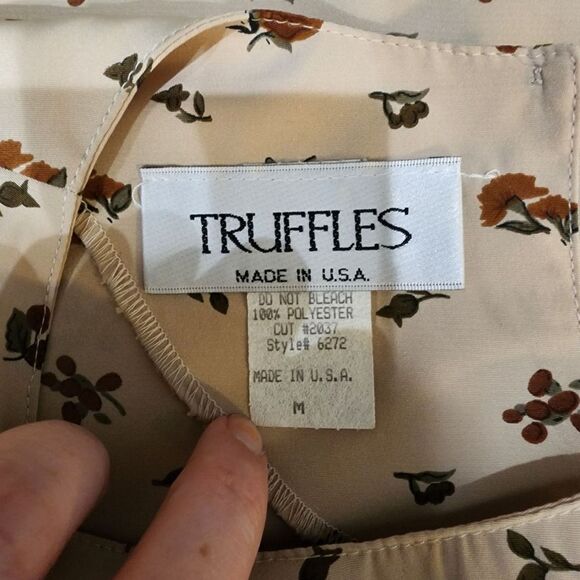 TRUFFLES
MADE IN U.S.A.
DO NOT BLEACH
100% POLYESTER
CUT #2037
Style# 6272
MADE IN U.S.A.
M